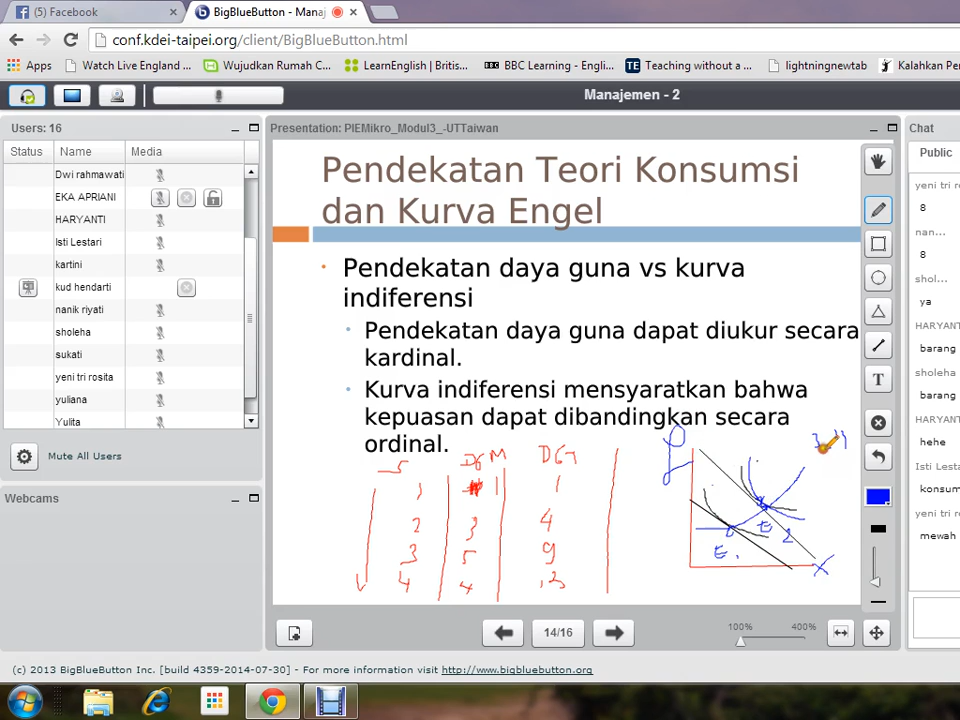 (5) Facebook
BigBlueButton - Manaj
conf.kdei-taipei.org/client/BigBlueButton.html
Apps
Watch Live England ...
Wujudkan Rumah C...
LearnEnglish | Britis...
BBC BBC Learning - Engli...
TE Teaching without a ...
lightningnewtab
Kalahkan Pen
Manajemen - 2
Users: 16
Status Name Media
Dwi rahmawati
EKA APRIANI
HARYANTI
Isti Lestari
kartini
kud hendarti
nanik riyati
sholeha
sukati
yeni tri rosita
yuliana
Yulita
Mute All Users
Webcams
Presentation: PIEMikro_Modul3_-UTTaiwan
Pendekatan Teori Konsumsi
dan Kurva Engel
• Pendekatan daya guna vs kurva
indiferensi
• Pendekatan daya guna dapat diukur secara
kardinal.
• Kurva indiferensi mensyaratkan bahwa
kepuasan dapat dibandingkan secara
ordinal.
DGM DGT
1 1 1
2 3 4
3 5 9
4 4 13
X
E
2
E
T
14/16
100% 400%
Chat
Public
yeni tri r
8
nan...
8
shol...
ya
HARYANT
barang
sholeha
barang
HARYANT
hehe
Isti Lesta
konsum
yeni tri r
mewah
(c) 2013 BigBlueButton Inc. [build 4359-2014-07-30] - For more information visit http://www.bigbluebutton.org